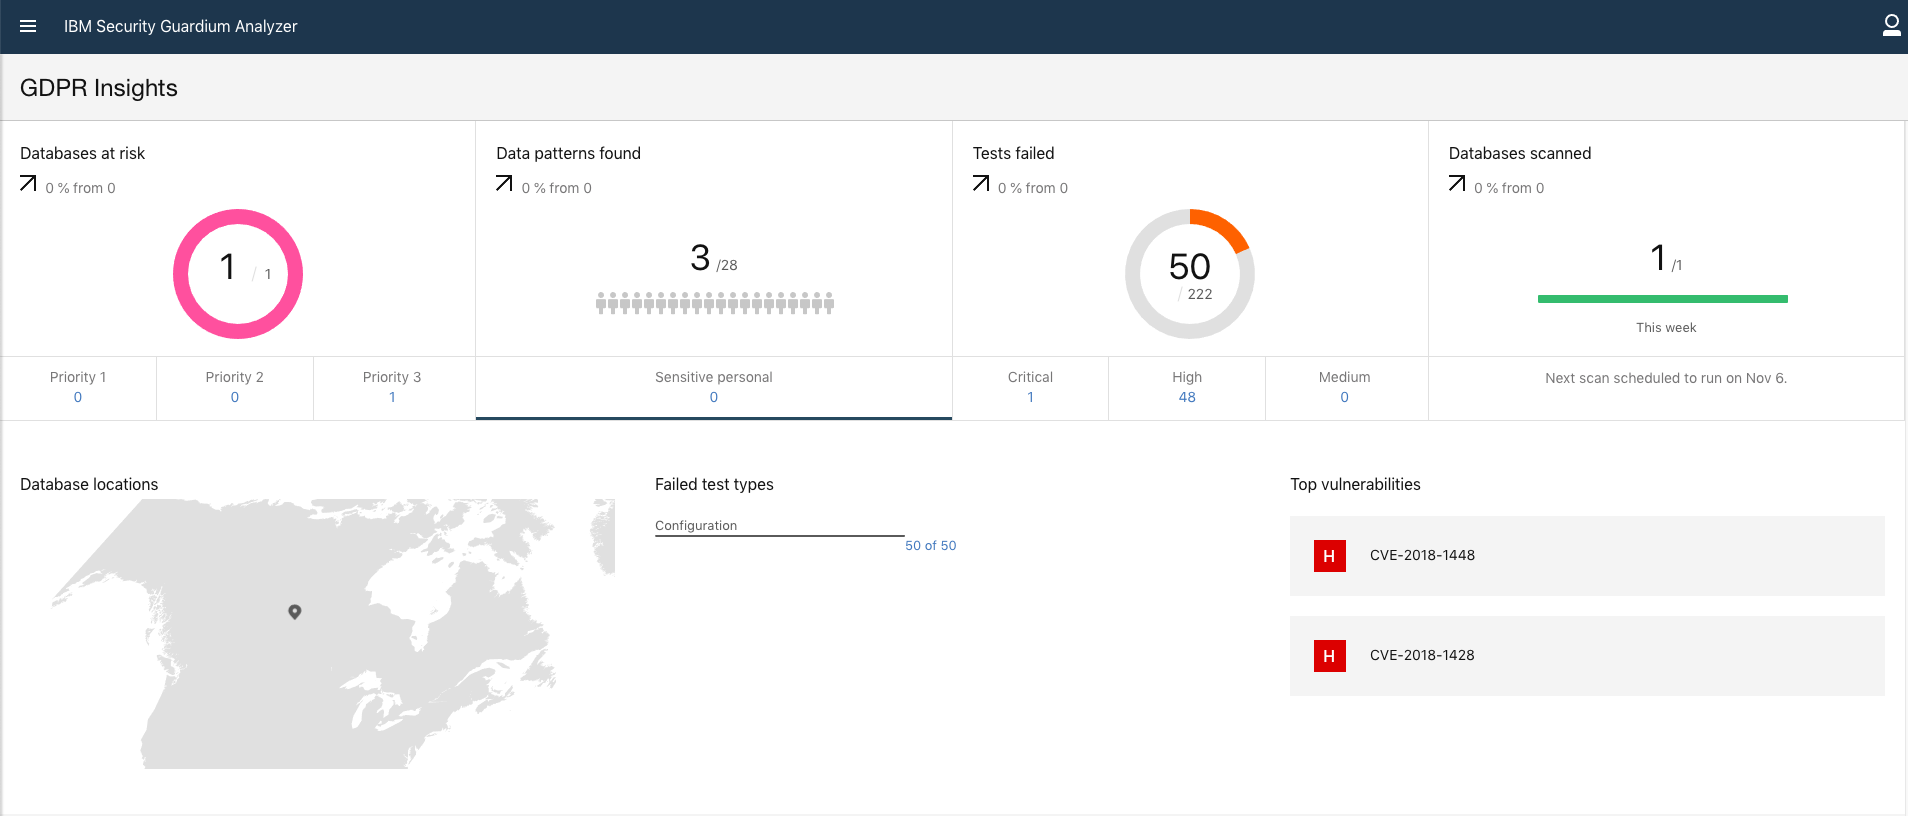 IBM Security Guardium Analyzer
GDPR Insights
Databases at risk
0 % from 0
1 / 1
Priority 1
0
Priority 2
0
Priority 3
1
Data patterns found
0 % from 0
3 /28
Sensitive personal
0
Tests failed
0 % from 0
50
/ 222
Critical
1
High
48
Medium
0
Databases scanned
0 % from 0
1 /1
This week
Next scan scheduled to run on Nov 6.
Database locations
Failed test types
Configuration
50 of 50
Top vulnerabilities
H CVE-2018-1448
H CVE-2018-1428